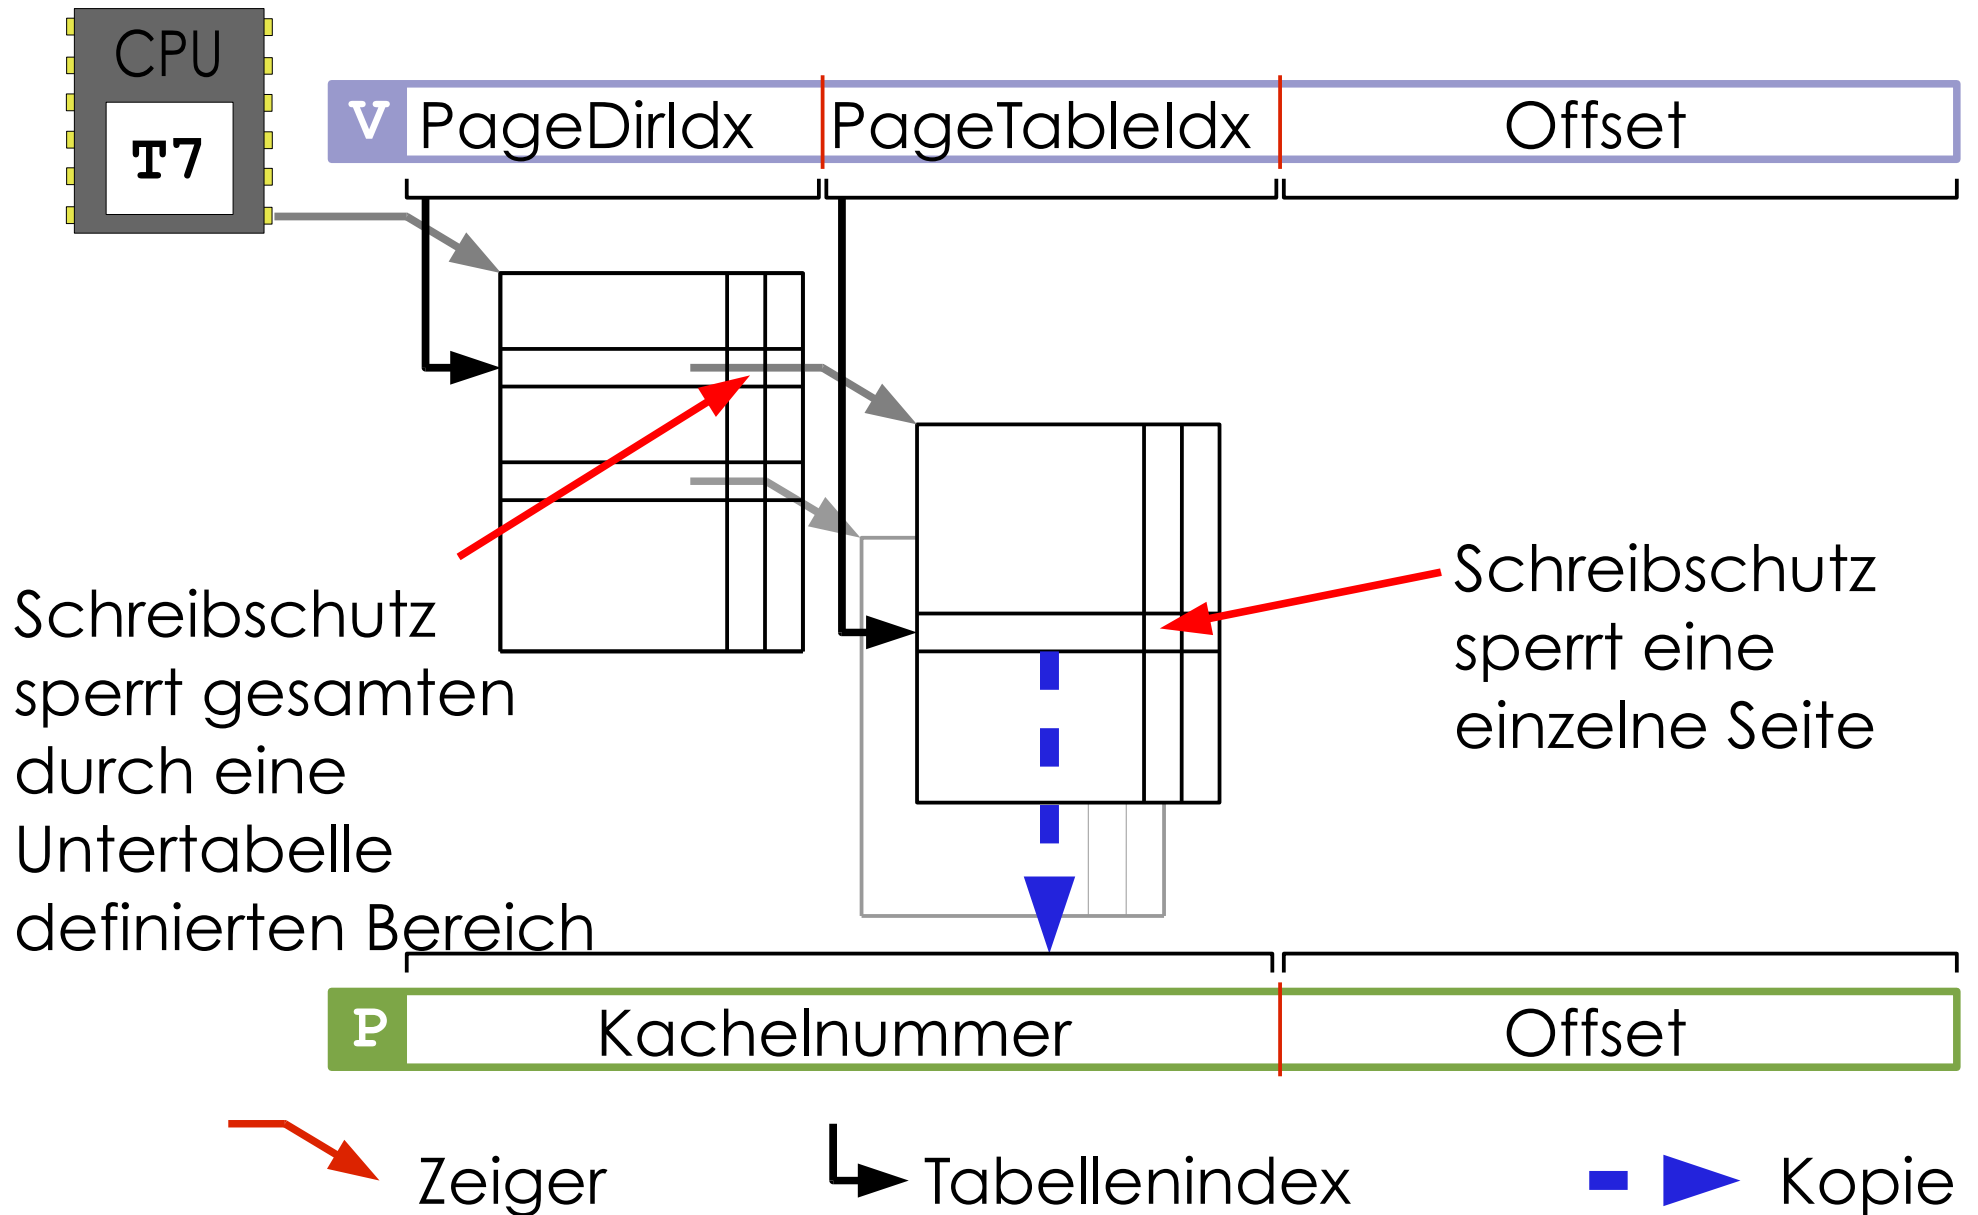 CPU
T7
V PageDirIdx PageTableIdx Offset
Schreibschutz
sperrt gesamten
durch eine
Untertabelle
definierten Bereich
Schreibschutz
sperrt eine
einzelne Seite
P Kachelnummer Offset
Zeiger Tabellenindex Kopie